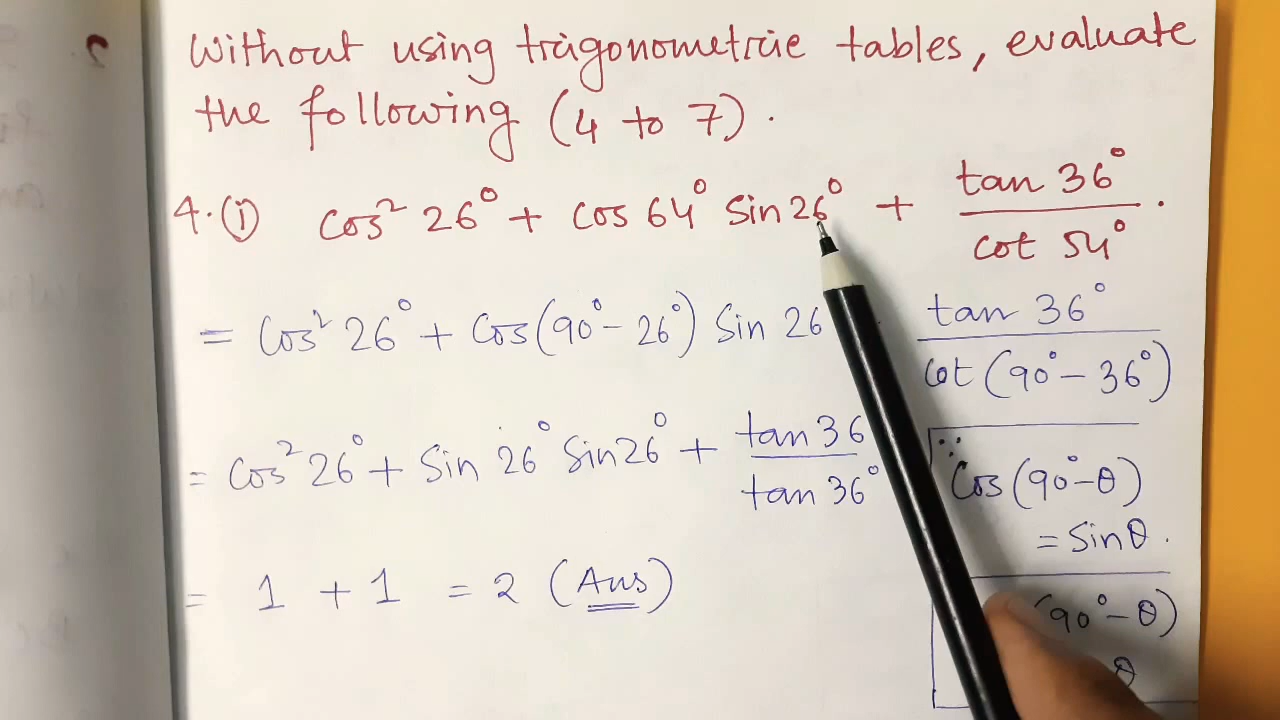 Without using trigonometric tables, evaluate
the following (4 to 7).
4.(i) cos² 26° + cos 64° sin 26° + tan 36° / cot 54° .
= cos² 26° + cos(90° - 26°) sin 26 tan 36° / cot (90° - 36°)
= cos² 26° + sin 26° sin 26° + tan 36 / tan 36°
= 1 + 1 = 2 (Ans)
∵
cos (90° - θ)
= sin θ.
(90° - θ)
θ